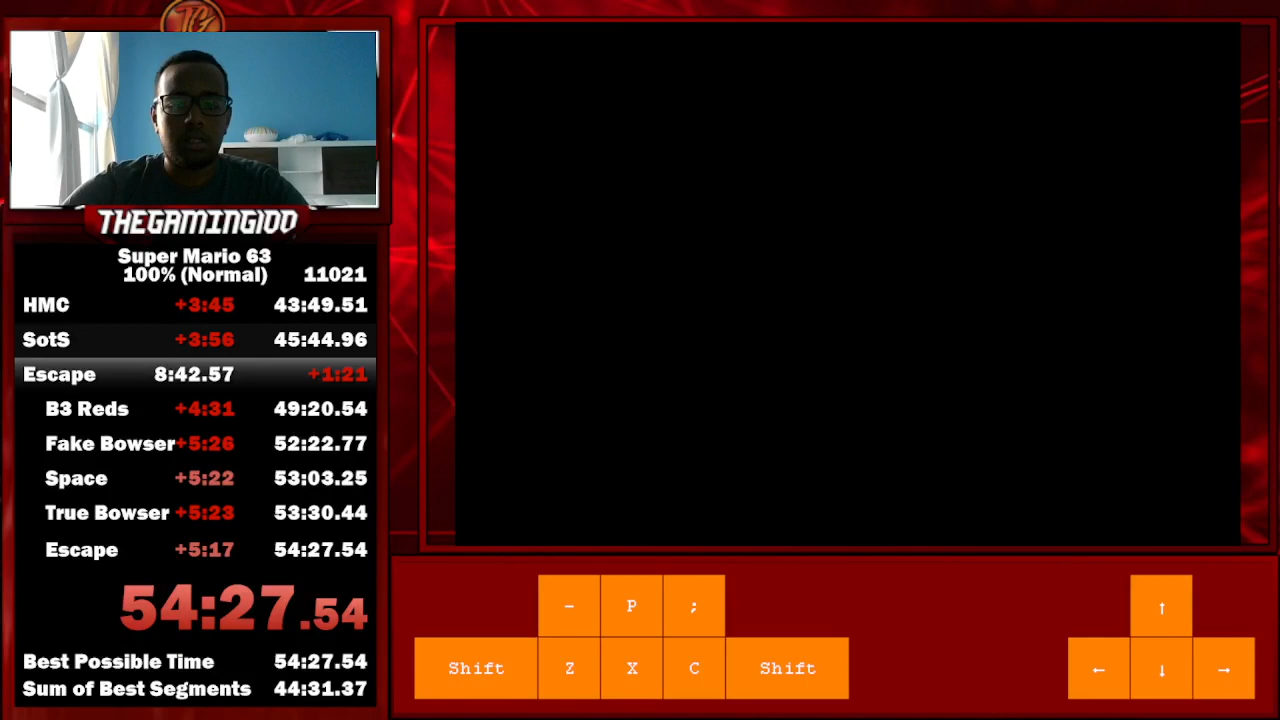 TG
THEGAMING100
Super Mario 63
100% (Normal) 11021
HMC +3:45 43:49.51
SotS +3:56 45:44.96
Escape 8:42.57 +1:21
B3 Reds +4:31 49:20.54
Fake Bowser +5:26 52:22.77
Space +5:22 53:03.25
True Bowser +5:23 53:30.44
Escape +5:17 54:27.54
54:27.54
Best Possible Time 54:27.54
Sum of Best Segments 44:31.37
- P ; ↑
Shift Z X C Shift ← ↓ →